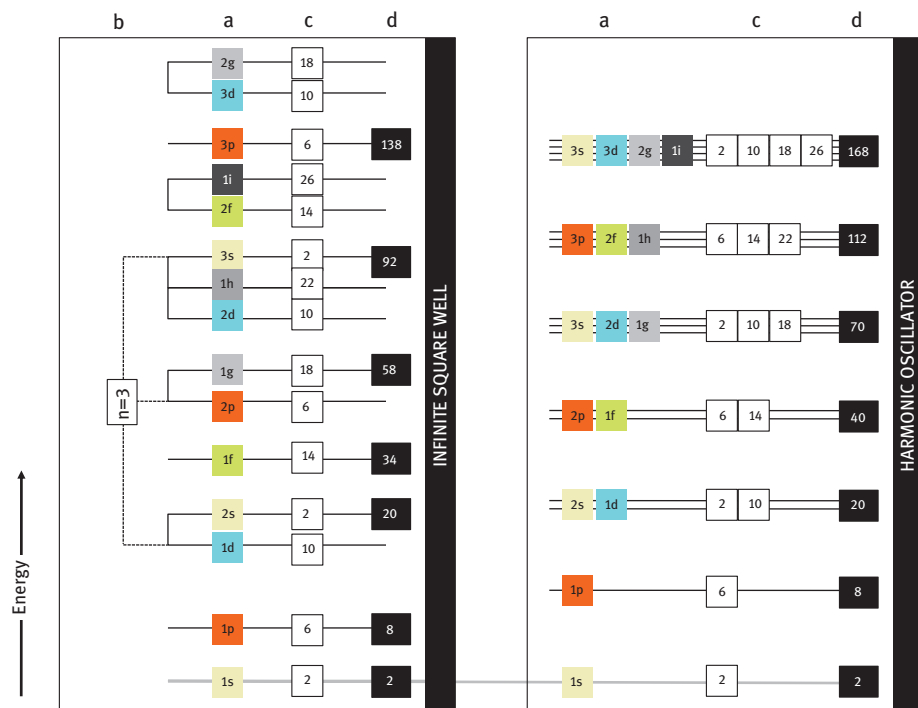 b a c d
2g 18
3d 10
3p 6 138
1i 26
2f 14
3s 2 92
1h 22
2d 10
1g 18 58
n=3
2p 6
1f 14 34
2s 2 20
1d 10
1p 6 8
1s 2 2
Energy
INFINITE SQUARE WELL
a c d
3s 3d 2g 1i 2 10 18 26 168
3p 2f 1h 6 14 22 112
3s 2d 1g 2 10 18 70
2p 1f 6 14 40
2s 1d 2 10 20
1p 6 8
1s 2 2
HARMONIC OSCILLATOR